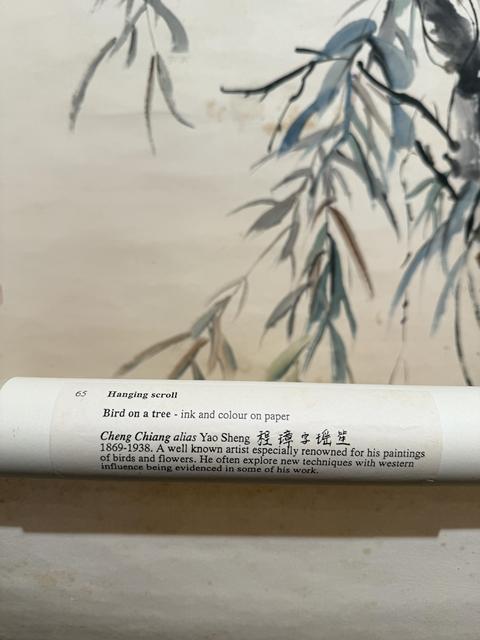 65 Hanging scroll
Bird on a tree - ink and colour on paper
Cheng Chiang alias Yao Sheng 程璋字瑶笙
1869-1938. A well known artist especially renowned for his paintings
of birds and flowers. He often explore new techniques with western
influence being evidenced in some of his work.